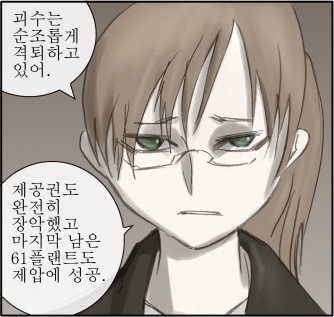 괴수는
순조롭게
격퇴하고
있어.
제공권도
완전히
장악했고
마지막 남은
61플랜트도
제압에 성공.